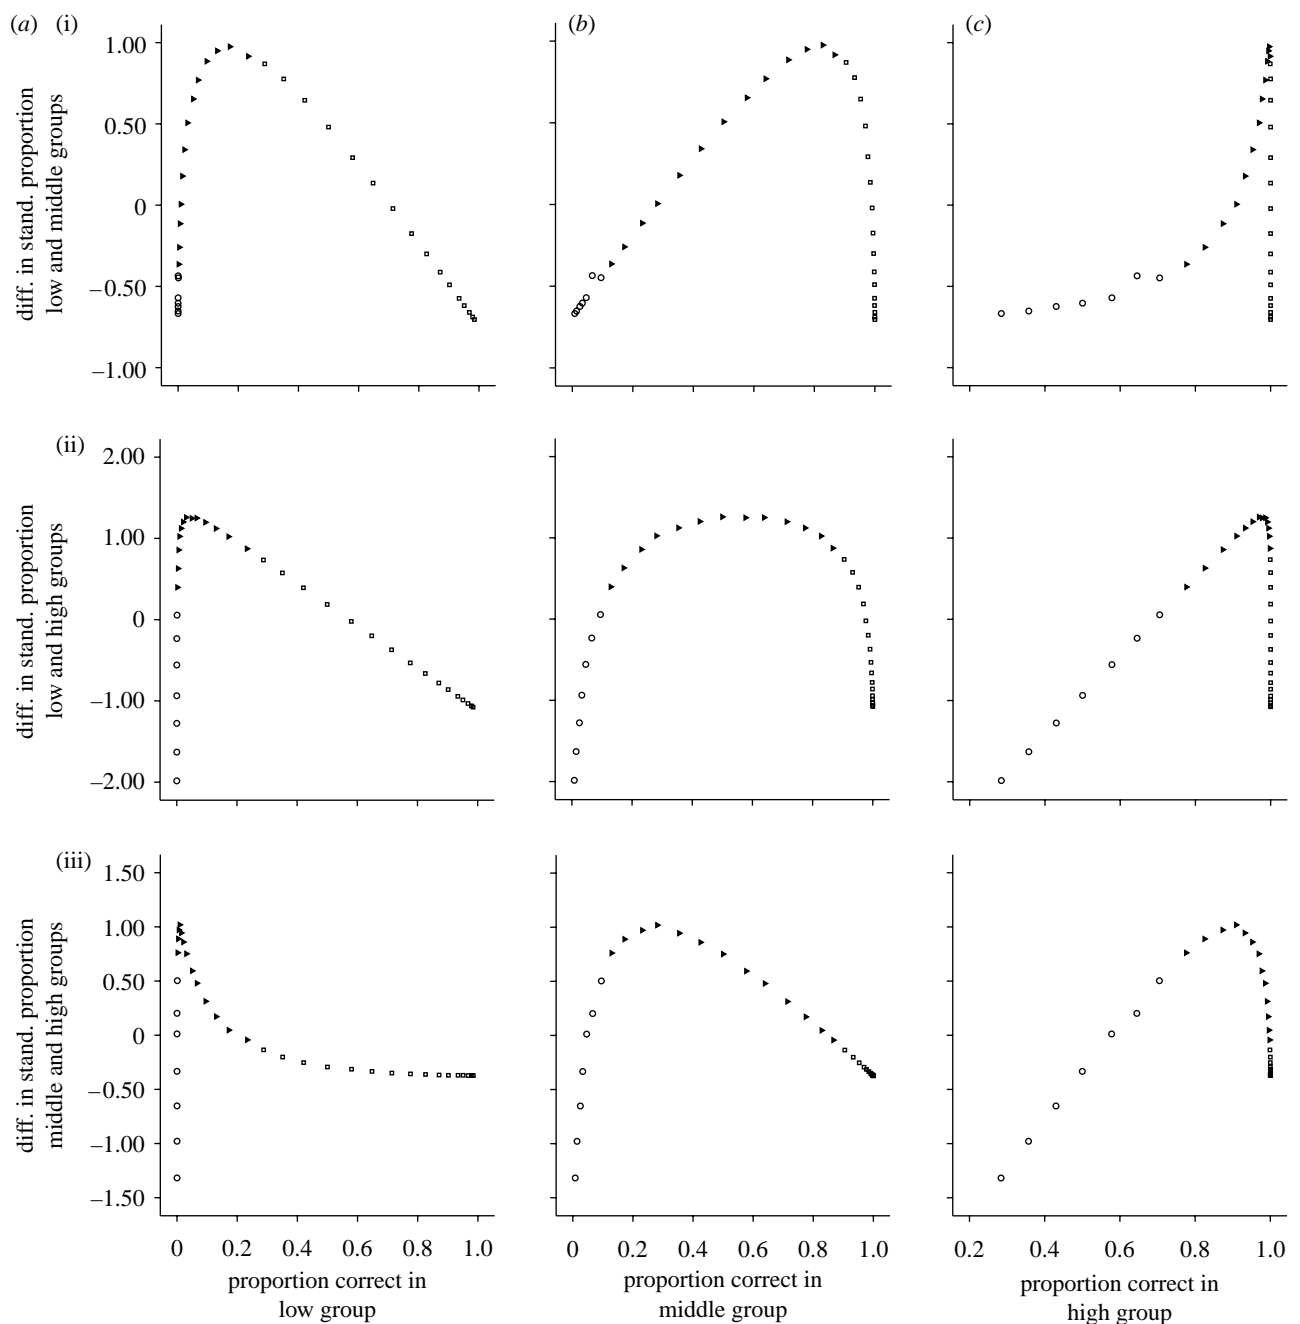 (a) (i) (b) (c)
diff. in stand. proportion
low and middle groups
1.00
0.50
0
−0.50
−1.00
(ii)
diff. in stand. proportion
low and high groups
2.00
1.00
0
−1.00
−2.00
(iii)
diff. in stand. proportion
middle and high groups
1.50
1.00
0.50
0
−0.50
−1.00
−1.50
0 0.2 0.4 0.6 0.8 1.0
proportion correct in
low group
0 0.2 0.4 0.6 0.8 1.0
proportion correct in
middle group
0.2 0.4 0.6 0.8 1.0
proportion correct in
high group